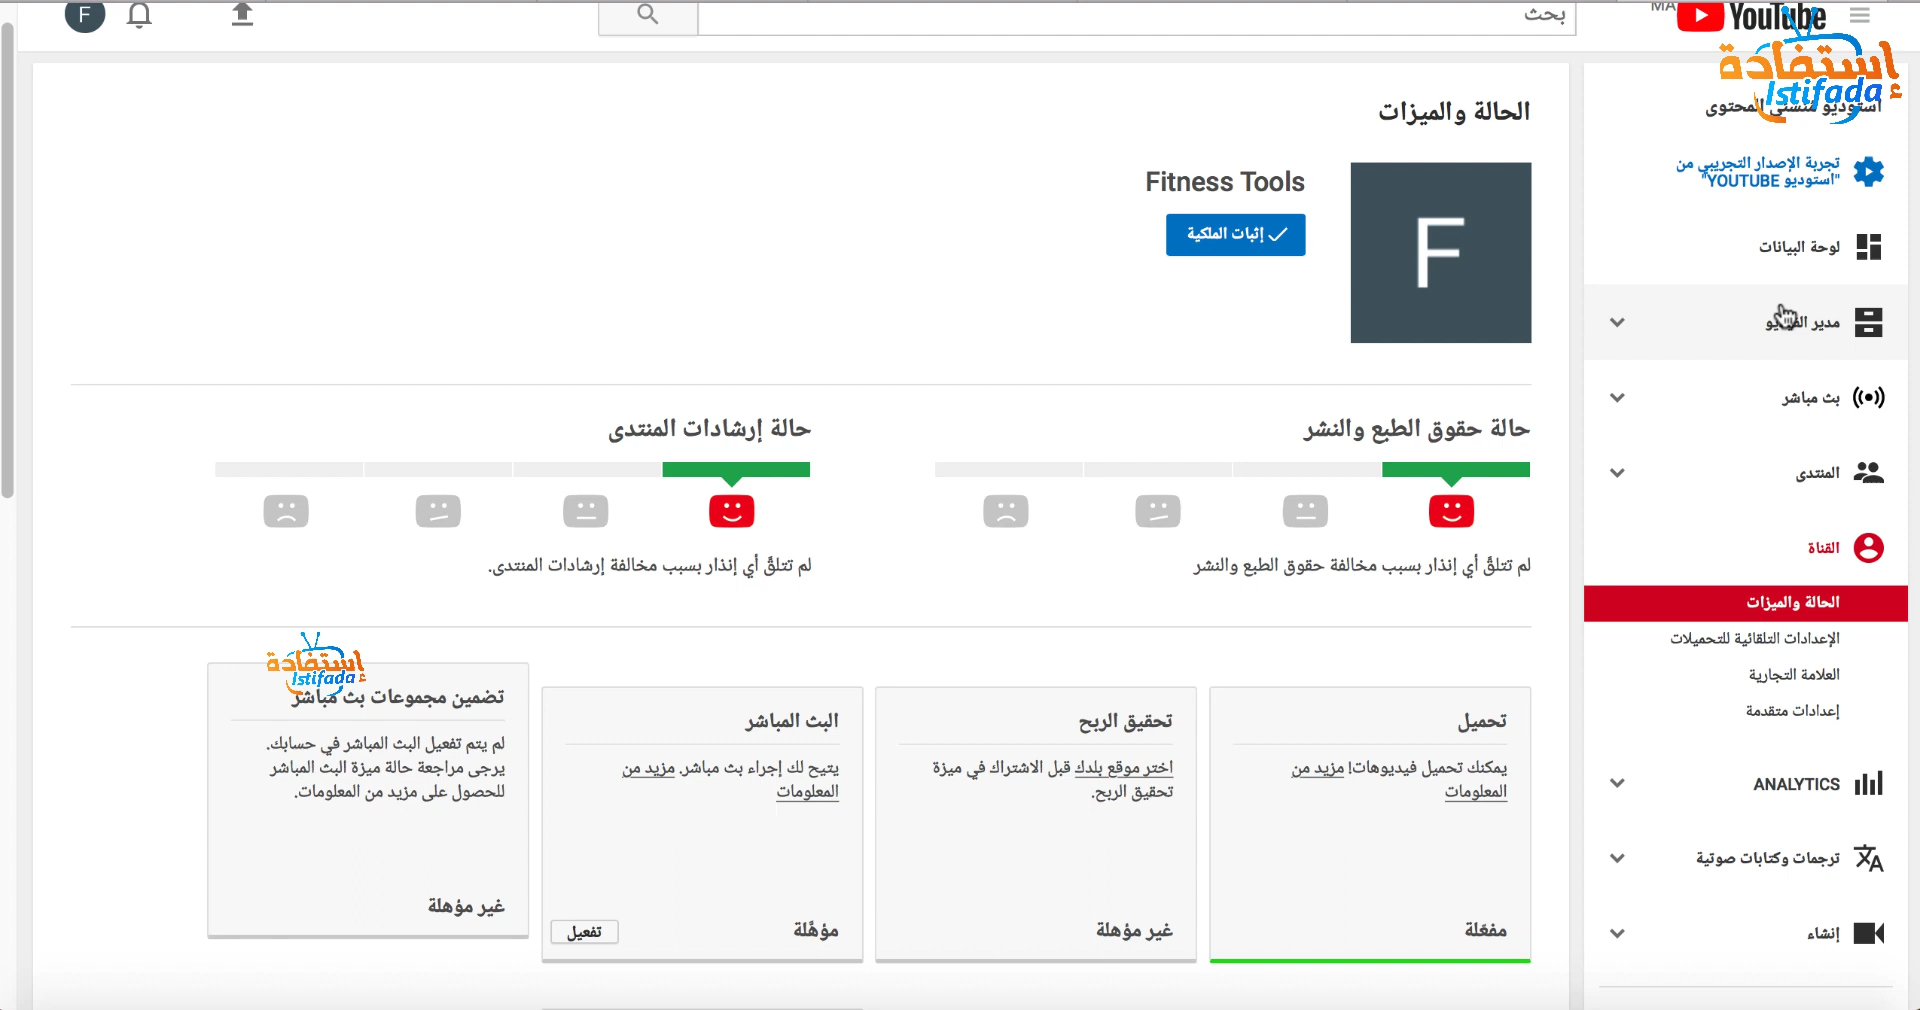 F
بحث
MA
YouTube
إستفادة
Istifada
استوديو منشئي المحتوى
تجربة الإصدار التجريبي من
"استوديو YOUTUBE"
لوحة البيانات
مدير الفيديو
بث مباشر
المنتدى
القناة
الحالة والميزات
الإعدادات التلقائية للتحميلات
العلامة التجارية
إعدادات متقدمة
ANALYTICS
ترجمات وكتابات صوتية
إنشاء
الحالة والميزات
F
Fitness Tools
إثبات الملكية
حالة حقوق الطبع والنشر
لم تتلقَّ أي إنذار بسبب مخالفة حقوق الطبع والنشر
حالة إرشادات المنتدى
لم تتلقَّ أي إنذار بسبب مخالفة إرشادات المنتدى.
تحميل
يمكنك تحميل فيديوهات! مزيد من
المعلومات
مفعّلة
تحقيق الربح
اختر موقع بلدك قبل الاشتراك في ميزة
تحقيق الربح.
غير مؤهلة
البث المباشر
يتيح لك إجراء بث مباشر. مزيد من
المعلومات
مؤهَّلة
تفعيل
إستفادة
Istifada
تضمين مجموعات بث مباشر
لم يتم تفعيل البث المباشر في حسابك.
يرجى مراجعة حالة ميزة البث المباشر
للحصول على مزيد من المعلومات.
غير مؤهلة